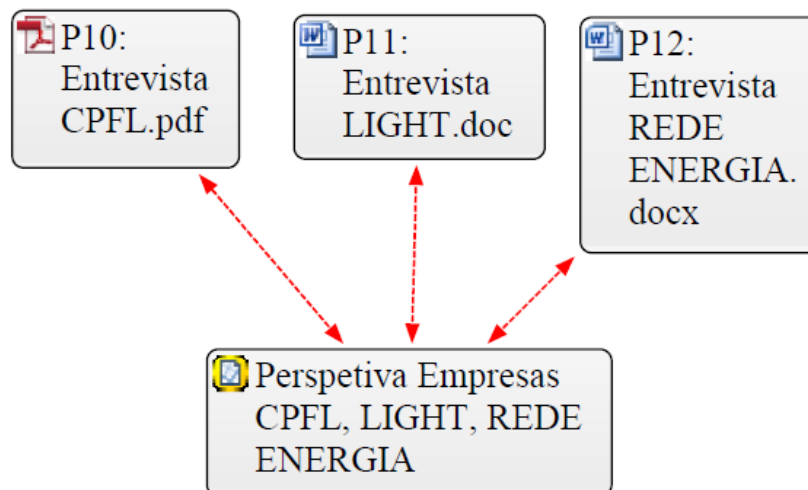 P10:
Entrevista
CPFL.pdf
P11:
Entrevista
LIGHT.doc
P12:
Entrevista
REDE
ENERGIA.
docx
Perspetiva Empresas
CPFL, LIGHT, REDE
ENERGIA